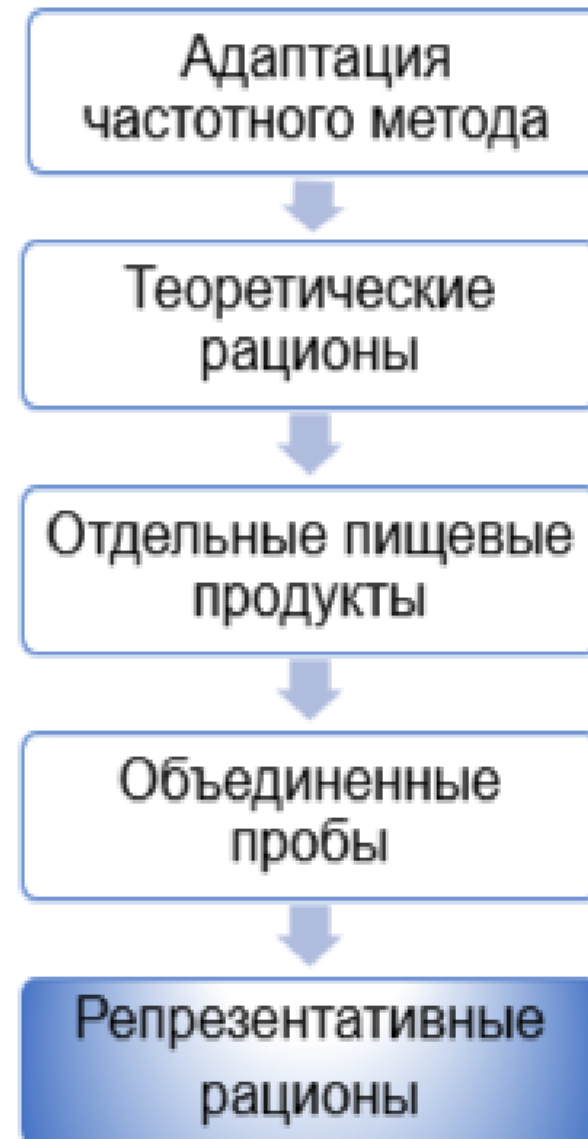 Адаптация
частотного метода
Теоретические
рационы
Отдельные пищевые
продукты
Объединенные
пробы
Репрезентативные
рационы